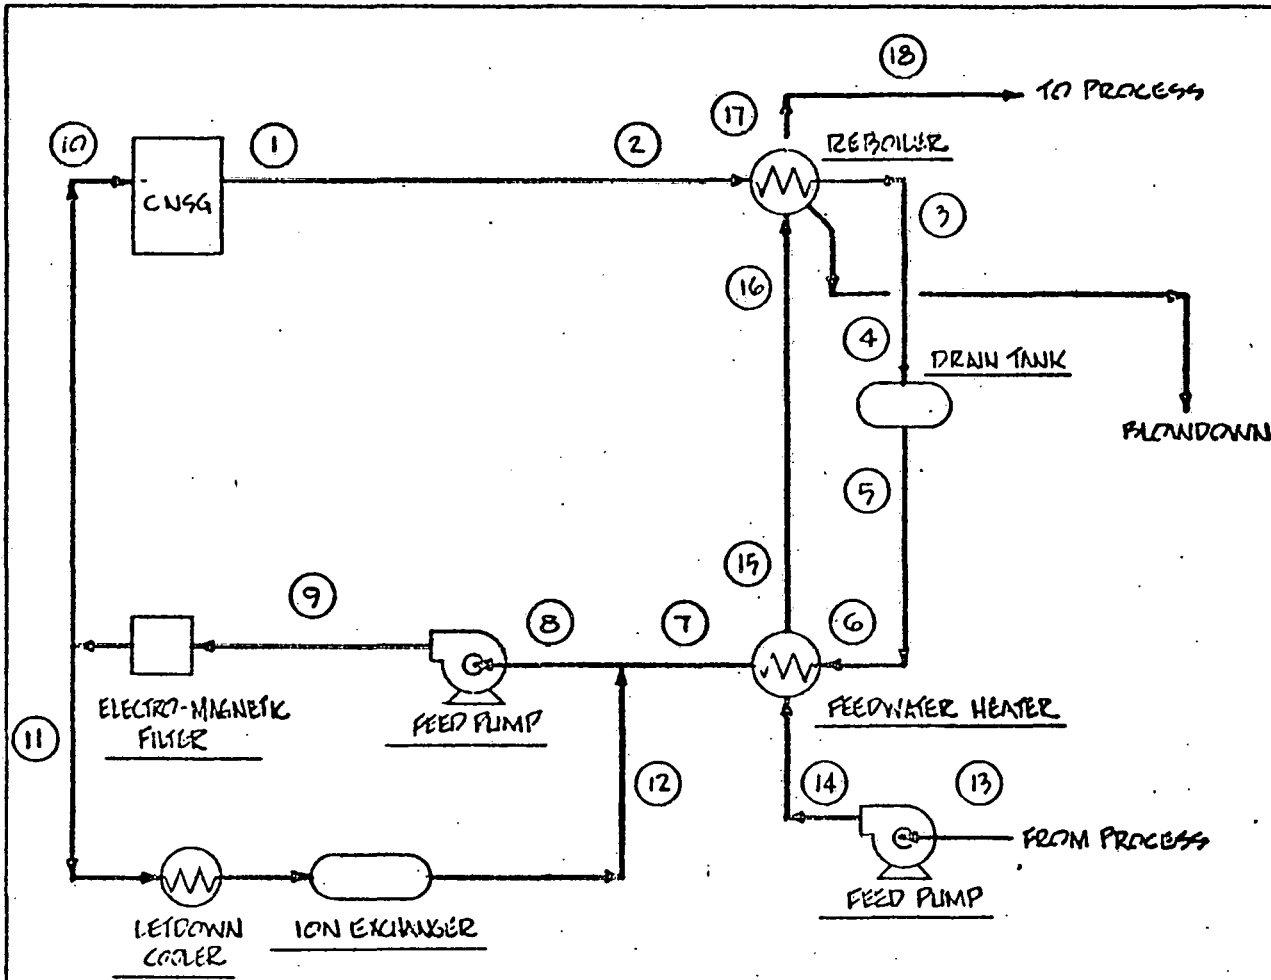 18
TO PROCESS
17
REBOILER
10
1
2
CNSG
3
16
4
DRAIN TANK
BLOWDOWN
5
15
9
8
7
6
ELECTRO-MAGNETIC
FILTER
FEED PUMP
FEEDWATER HEATER
11
12
14
13
FROM PROCESS
FEED PUMP
LETDOWN
COOLER
ION EXCHANGER